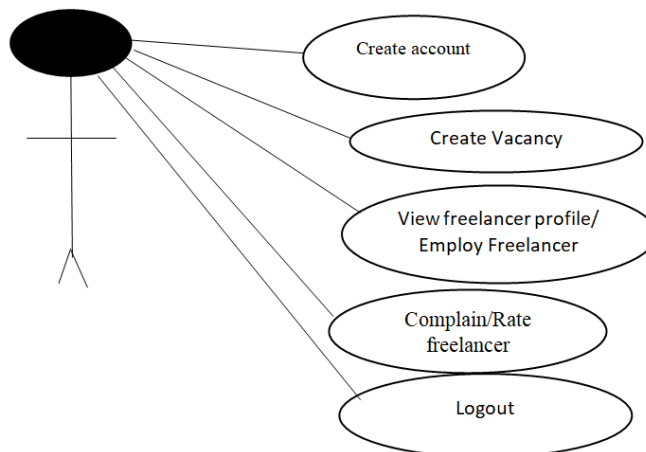 Create account
Create Vacancy
View freelancer profile/
Employ Freelancer
Complain/Rate
freelancer
Logout